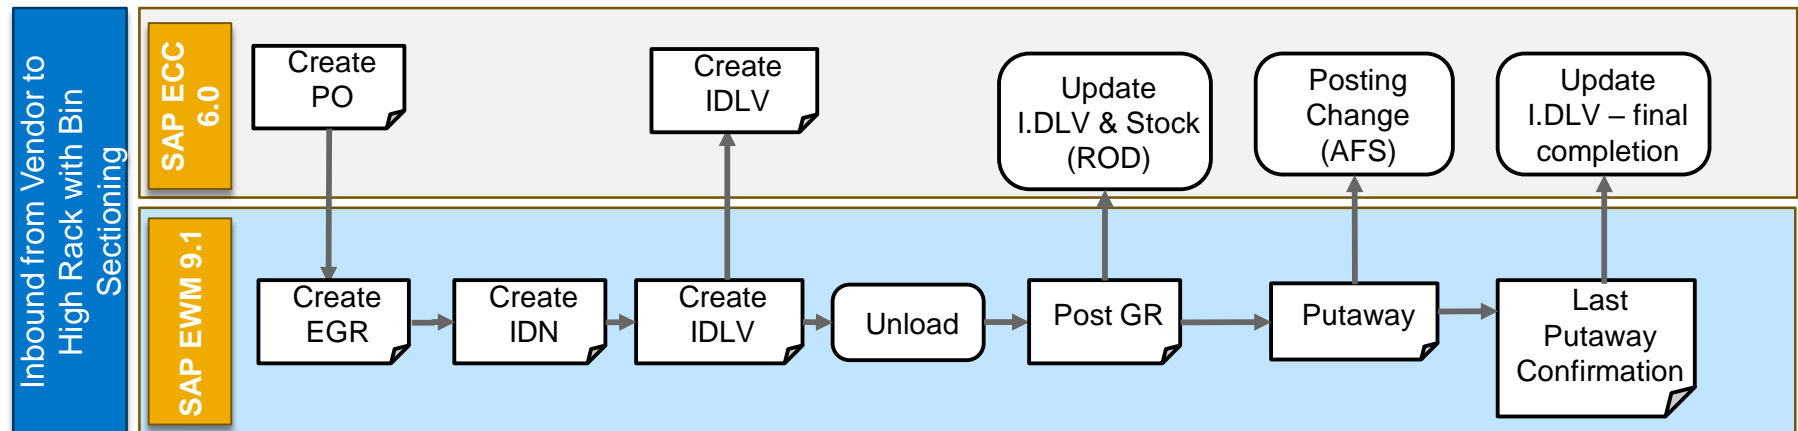 Inbound from Vendor to
High Rack with Bin
Sectioning
SAP ECC
6.0
Create
PO
Create
IDLV
Update
I.DLV & Stock
(ROD)
Posting
Change
(AFS)
Update
I.DLV – final
completion
SAP EWM 9.1
Create
EGR
Create
IDN
Create
IDLV
Unload
Post GR
Putaway
Last
Putaway
Confirmation